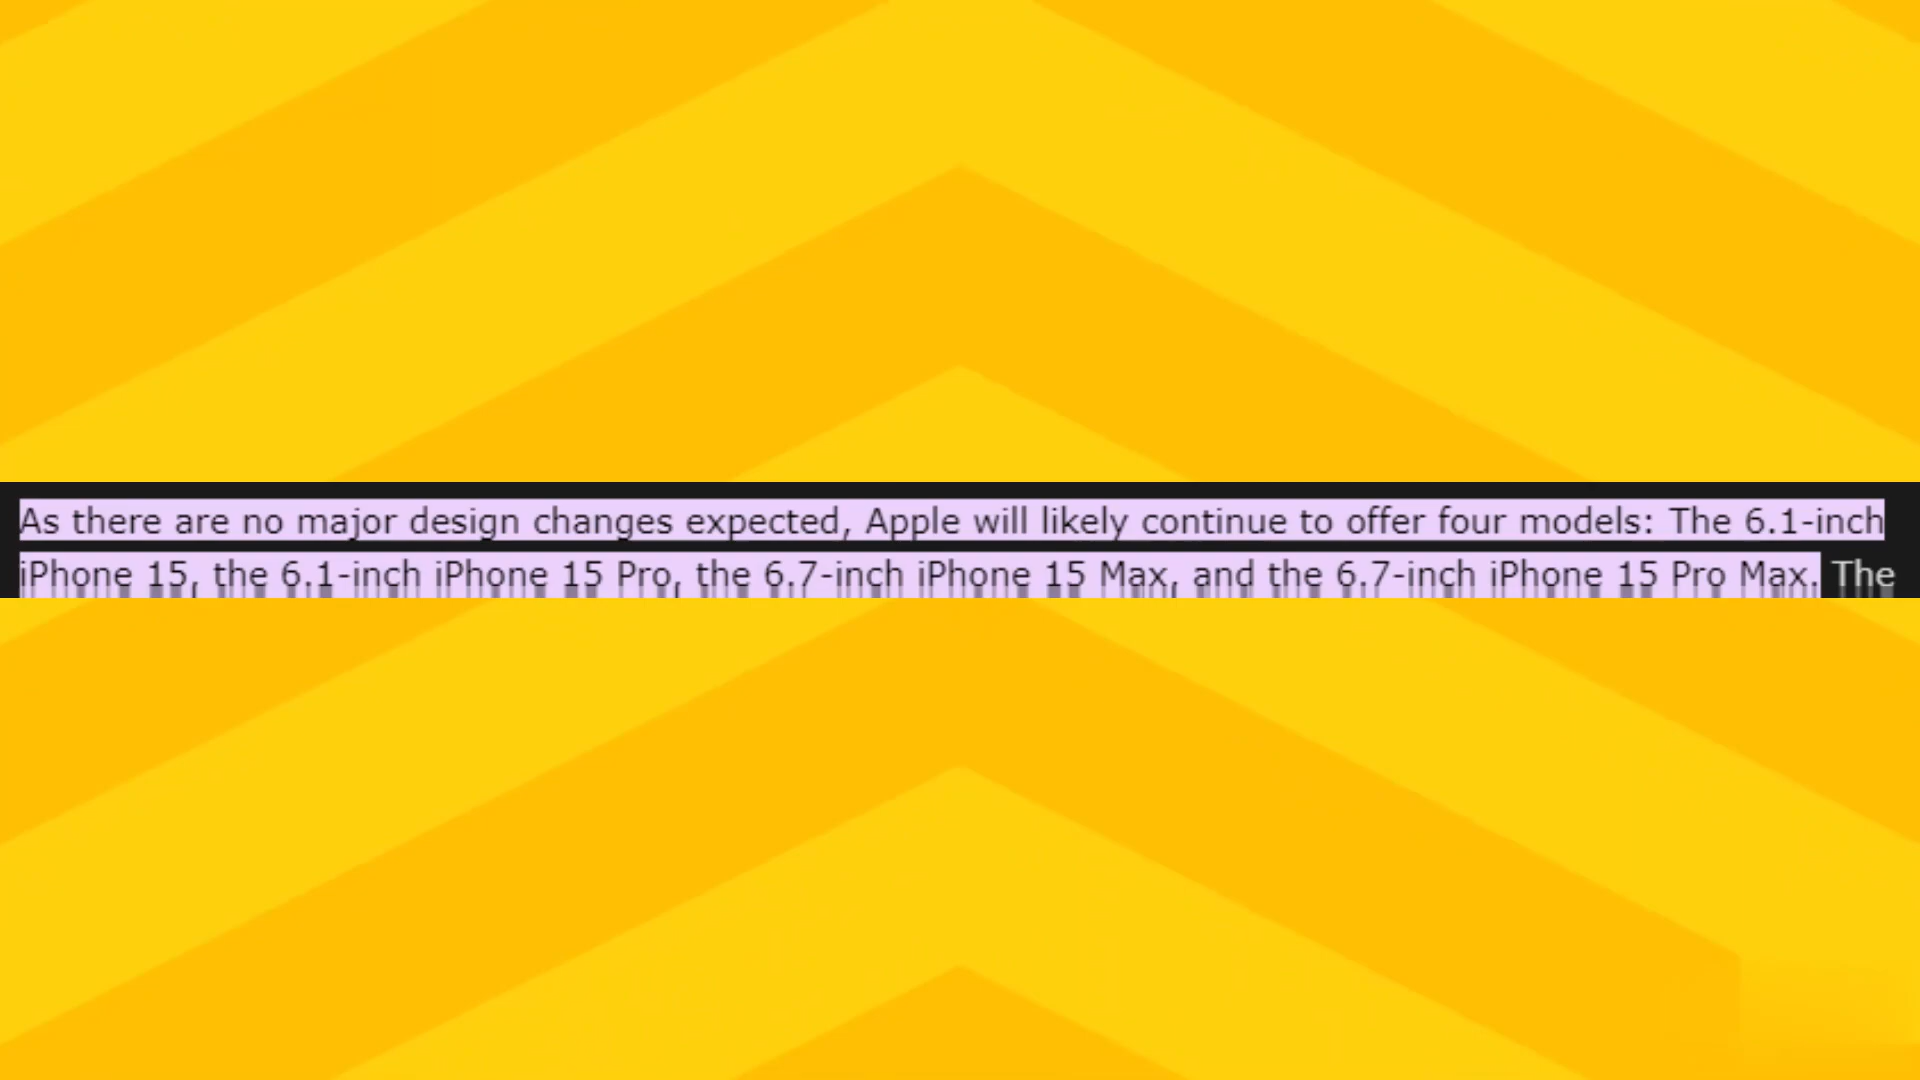 As there are no major design changes expected, Apple will likely continue to offer four models: The 6.1-inch
iPhone 15, the 6.1-inch iPhone 15 Pro, the 6.7-inch iPhone 15 Max, and the 6.7-inch iPhone 15 Pro Max. The